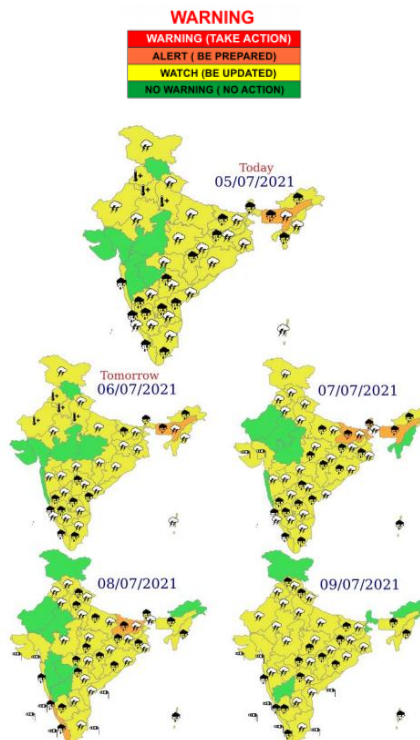 WARNING
WARNING (TAKE ACTION)
ALERT ( BE PREPARED)
WATCH (BE UPDATED)
NO WARNING ( NO ACTION)
Today
05/07/2021
Tomorrow
06/07/2021
07/07/2021
08/07/2021
09/07/2021